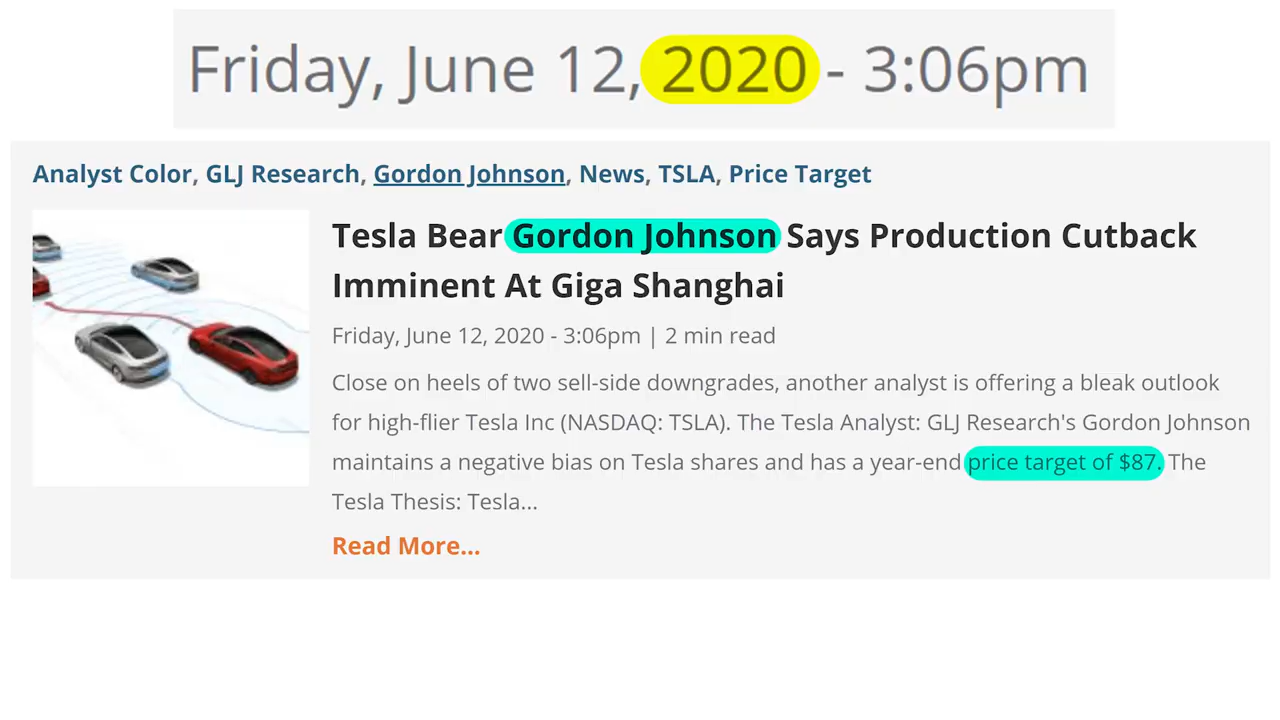 Friday, June 12, 2020 - 3:06pm
Analyst Color, GLJ Research, Gordon Johnson, News, TSLA, Price Target
Tesla Bear Gordon Johnson Says Production Cutback
Imminent At Giga Shanghai
Friday, June 12, 2020 - 3:06pm | 2 min read
Close on heels of two sell-side downgrades, another analyst is offering a bleak outlook
for high-flier Tesla Inc (NASDAQ: TSLA). The Tesla Analyst: GLJ Research's Gordon Johnson
maintains a negative bias on Tesla shares and has a year-end price target of $87. The
Tesla Thesis: Tesla...
Read More...